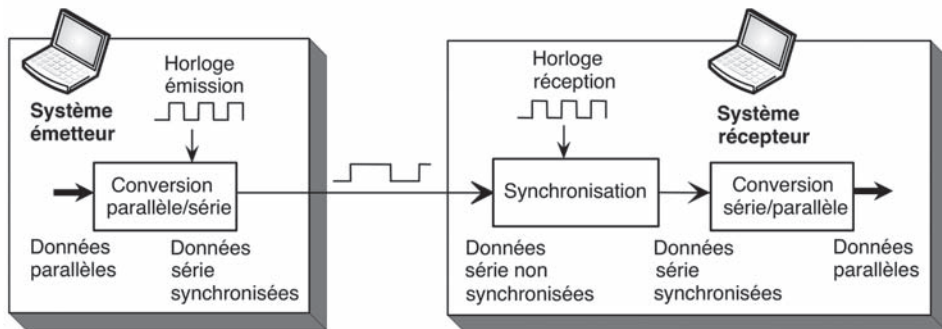 Horloge
émission
Système
émetteur
Conversion
parallèle/série
Données
parallèles
Données
série
synchronisées
Horloge
réception
Système
récepteur
Synchronisation
Conversion
série/parallèle
Données
série non
synchronisées
Données
série
synchronisées
Données
parallèles